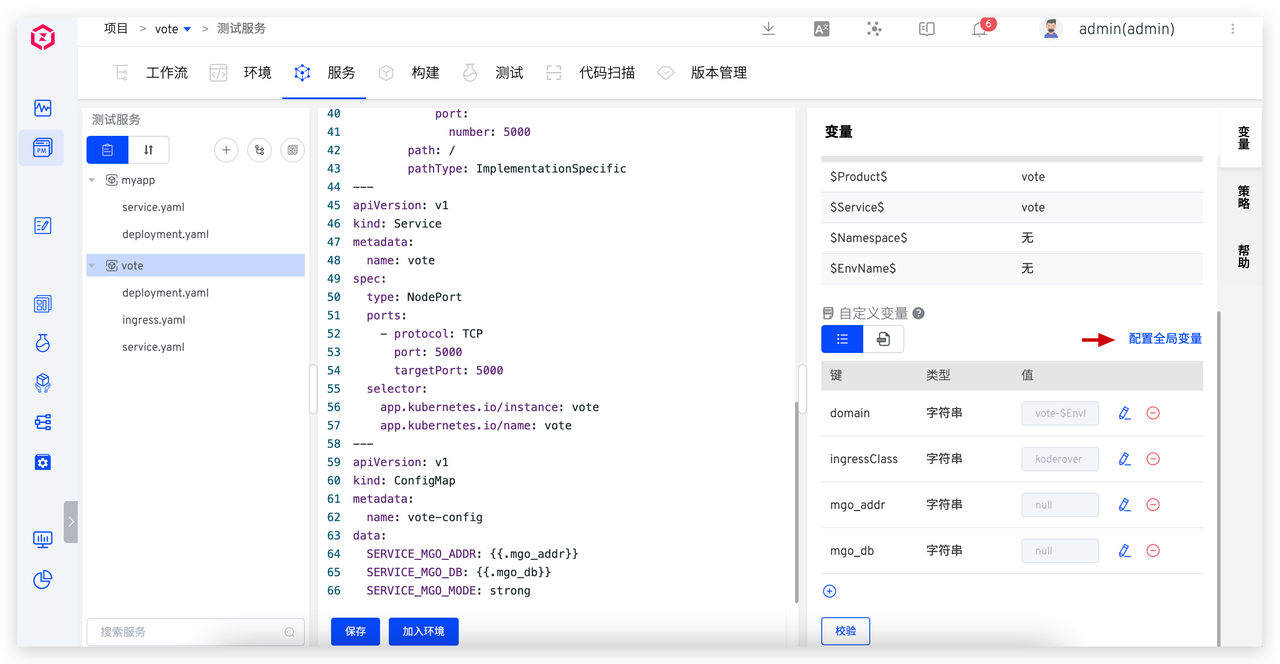 项目 > vote > 测试服务
6
admin(admin)
工作流 环境 服务 构建 测试 代码扫描 版本管理
PM
测试服务
myapp
service.yaml
deployment.yaml
vote
deployment.yaml
ingress.yaml
service.yaml
搜索服务
40 port:
41 number: 5000
42 path: /
43 pathType: ImplementationSpecific
44 ---
45 apiVersion: v1
46 kind: Service
47 metadata:
48 name: vote
49 spec:
50 type: NodePort
51 ports:
52 - protocol: TCP
53 port: 5000
54 targetPort: 5000
55 selector:
56 app.kubernetes.io/instance: vote
57 app.kubernetes.io/name: vote
58 ---
59 apiVersion: v1
60 kind: ConfigMap
61 metadata:
62 name: vote-config
63 data:
64 SERVICE_MGO_ADDR: {{.mgo_addr}}
65 SERVICE_MGO_DB: {{.mgo_db}}
66 SERVICE_MGO_MODE: strong
保存 加入环境
变量
$Product$ vote
$Service$ vote
$Namespace$ 无
$EnvName$ 无
自定义变量
配置全局变量
键 类型 值
domain 字符串 vote-$Envl
ingressClass 字符串 koderover
mgo_addr 字符串 null
mgo_db 字符串 null
校验
变量
策略
帮助